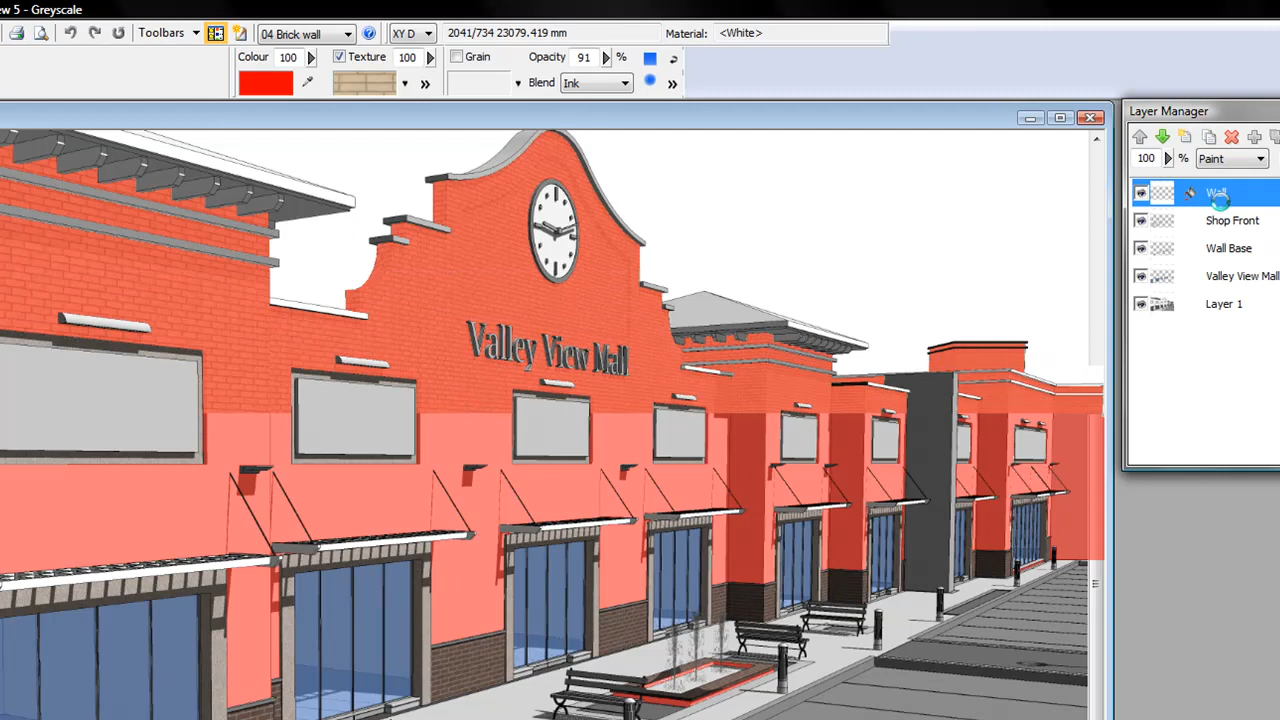 ew 5 - Greyscale
Toolbars 04 Brick wall XY D 2041/734 23079.419 mm Material: <White>
Colour 100 Texture 100 Grain Opacity 91 %
Blend Ink
Layer Manager
100 % Paint
Wall
Shop Front
Wall Base
Valley View Mall
Layer 1
Valley View Mall